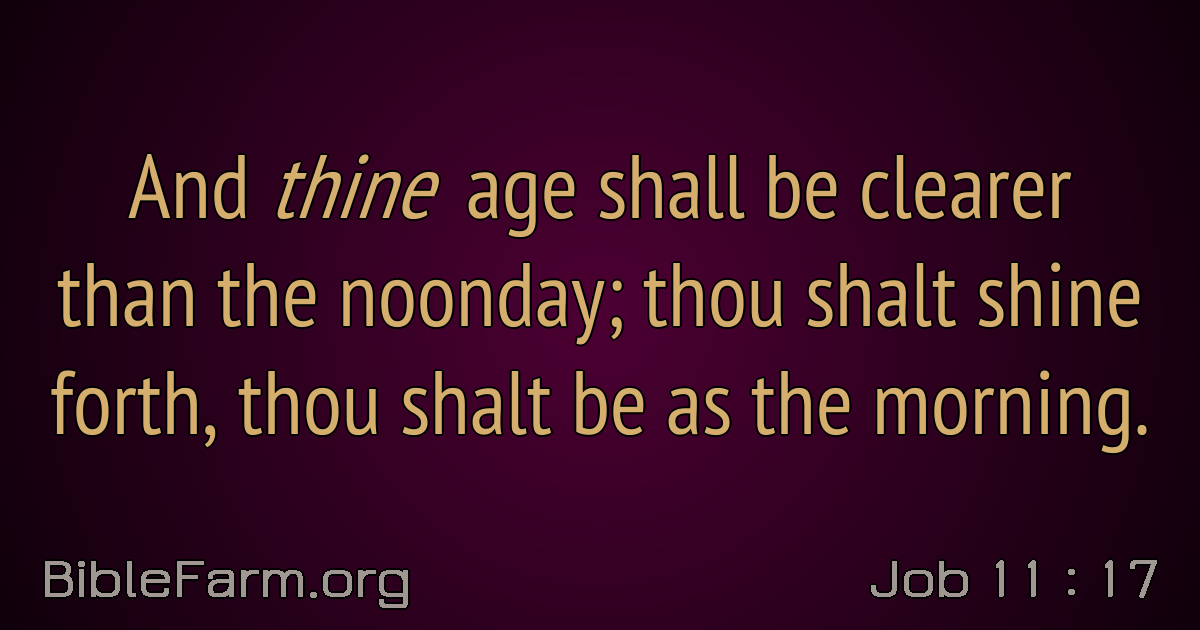 And thine age shall be clearer
than the noonday; thou shalt shine
forth, thou shalt be as the morning.
BibleFarm.org
Job 11 : 17